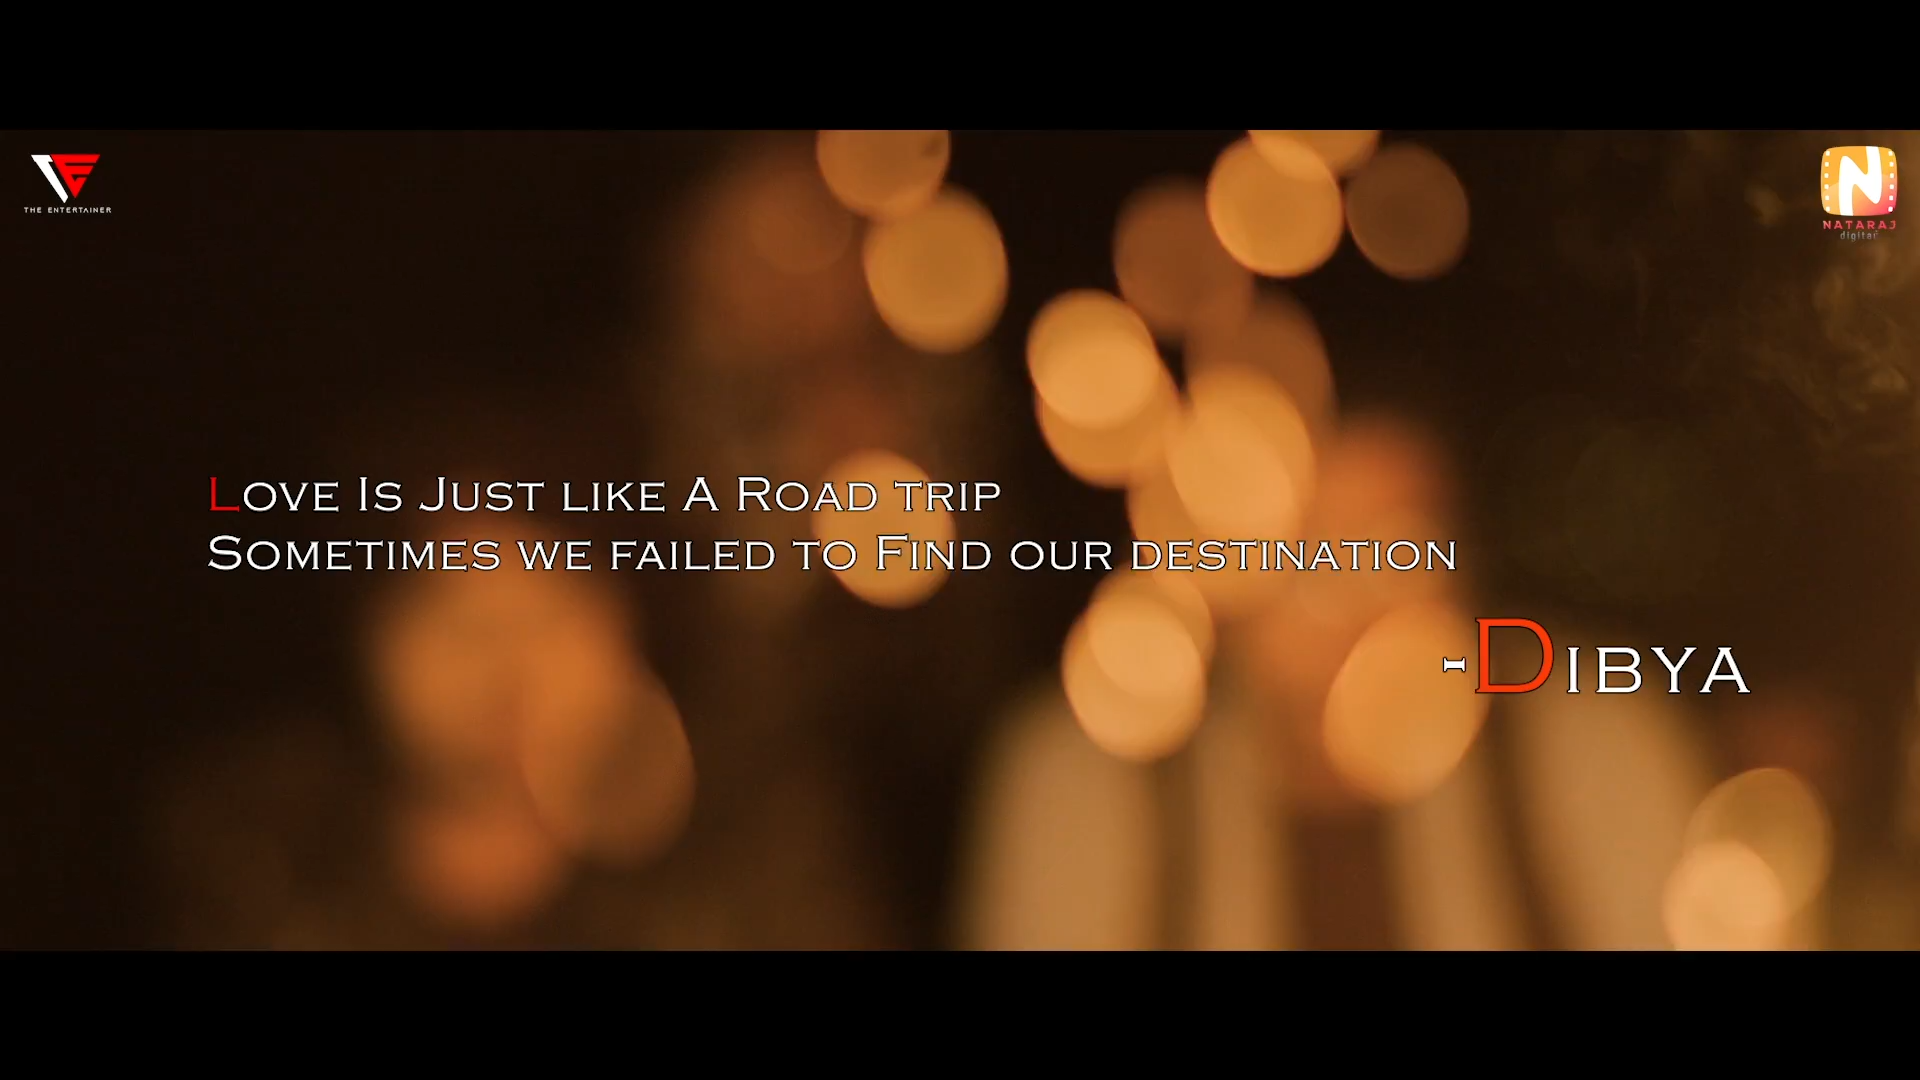 THE ENTERTAINER
NATARAJ
digital
Love Is Just like A Road trip
Sometimes we failed to Find our destination
-Dibya